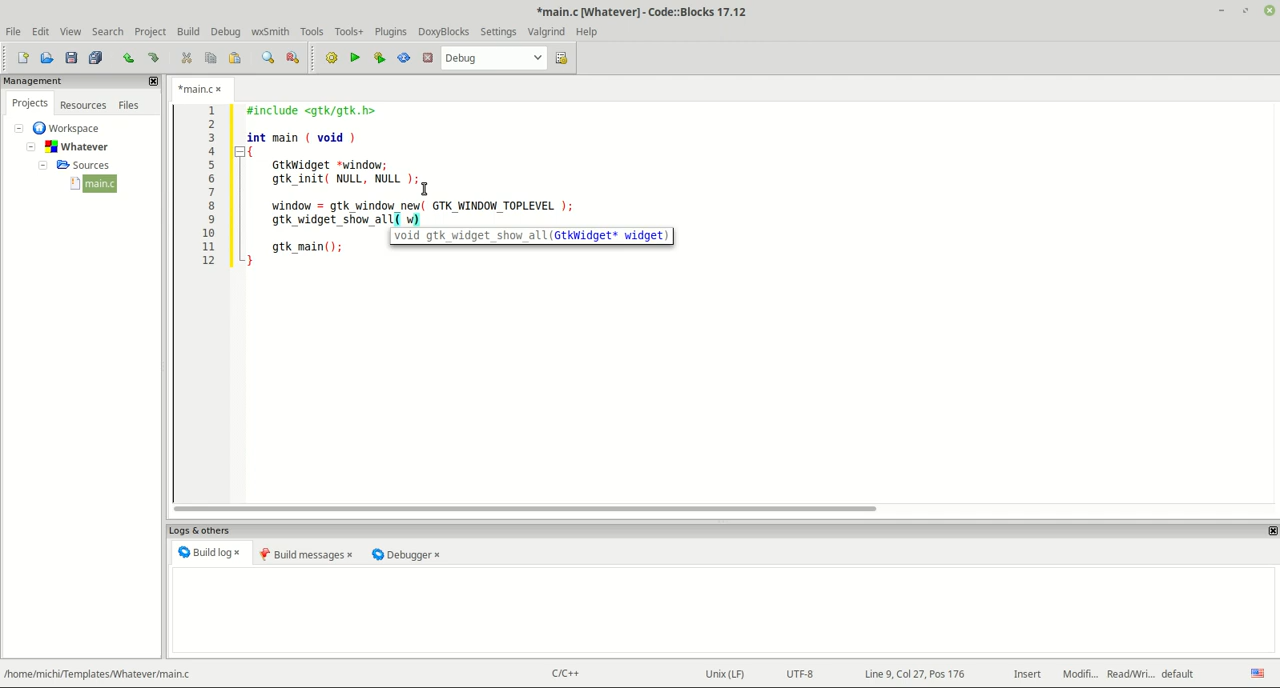 *main.c [Whatever] - Code::Blocks 17.12
File Edit View Search Project Build Debug wxSmith Tools Tools+ Plugins DoxyBlocks Settings Valgrind Help
Debug
Management
Projects Resources Files
Workspace
Whatever
Sources
main.c
*main.c
1 #include <gtk/gtk.h>
2
3 int main ( void )
4 {
5 GtkWidget *window;
6 gtk_init( NULL, NULL );
7
8 window = gtk_window_new( GTK_WINDOW_TOPLEVEL );
9 gtk_widget_show_all( w)
10 void gtk_widget_show_all(GtkWidget* widget)
11 gtk_main();
12 }
Logs & others
Build log Build messages Debugger
/home/michi/Templates/Whatever/main.c C/C++ Unix (LF) UTF-8 Line 9, Col 27, Pos 176 Insert Modifi... Read/Wri... default